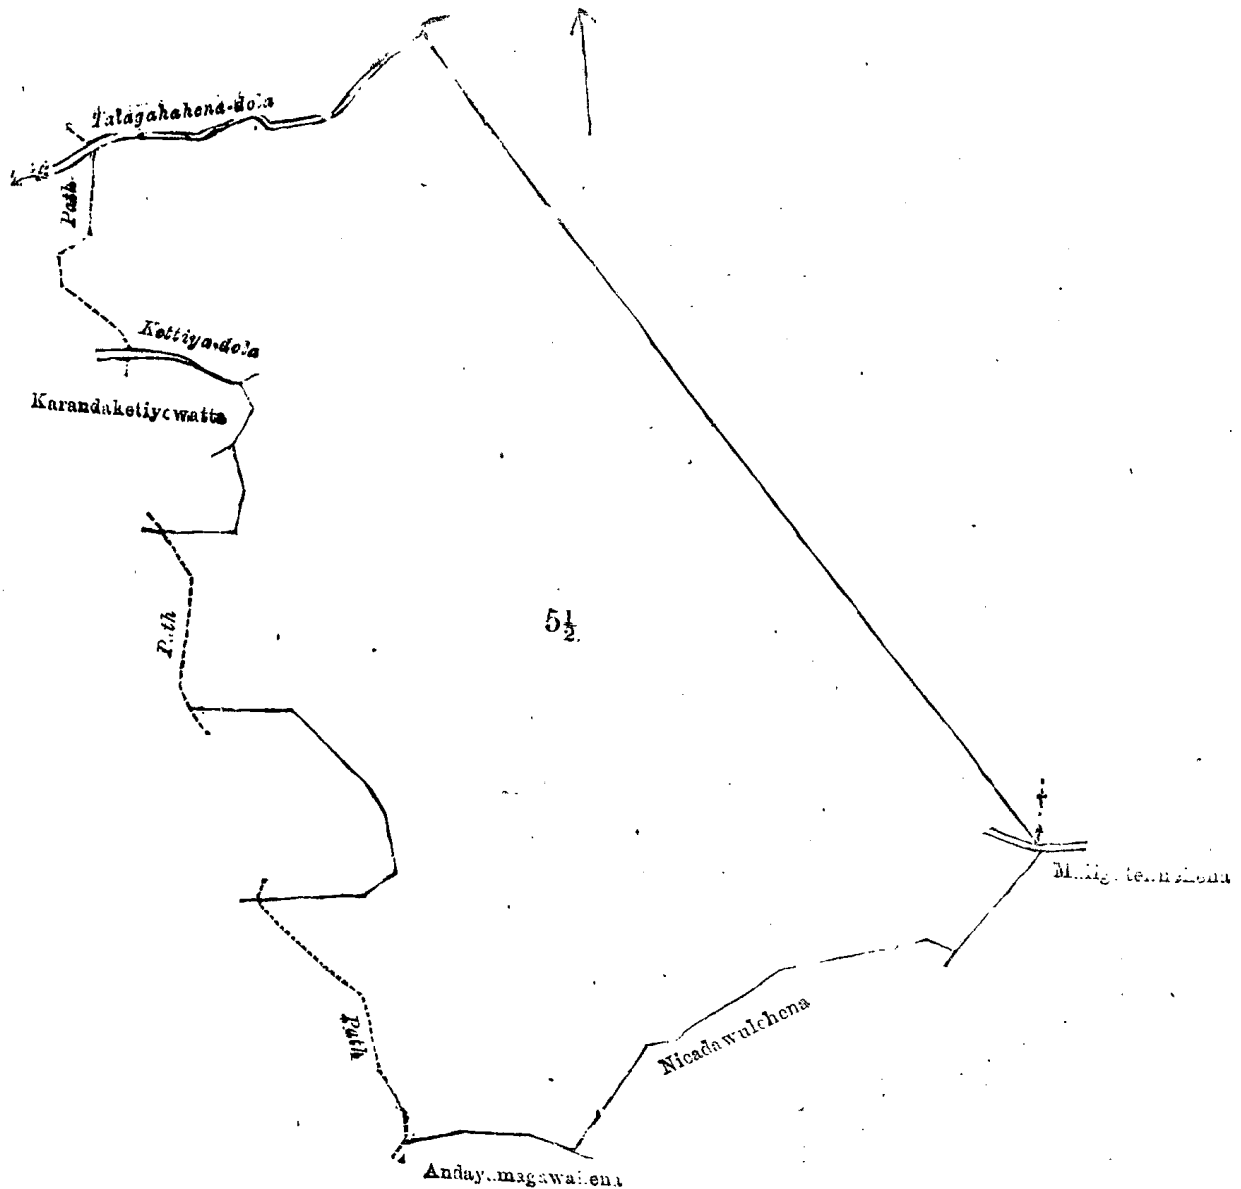 Talagahahena-dola
Path
Kettiya-dola
Karandaketiyewatta
Path
5½
Path
Nicadawulchena